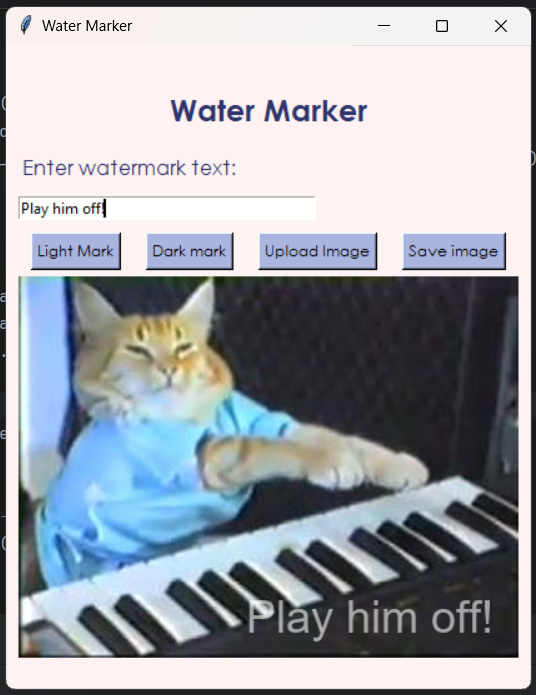 Water Marker
Water Marker
Enter watermark text:
Play him off!
Light Mark
Dark mark
Upload Image
Save image
Play him off!